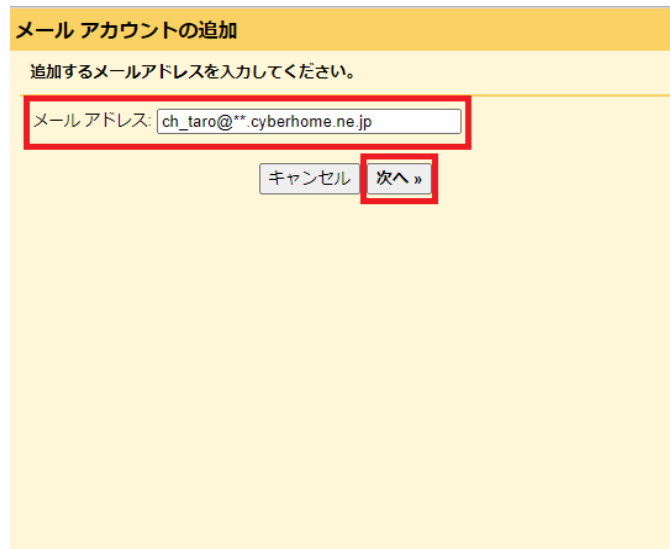 メール アカウントの追加
追加するメールアドレスを入力してください。
メール アドレス: ch_taro@**.cyberhome.ne.jp
キャンセル 次へ »